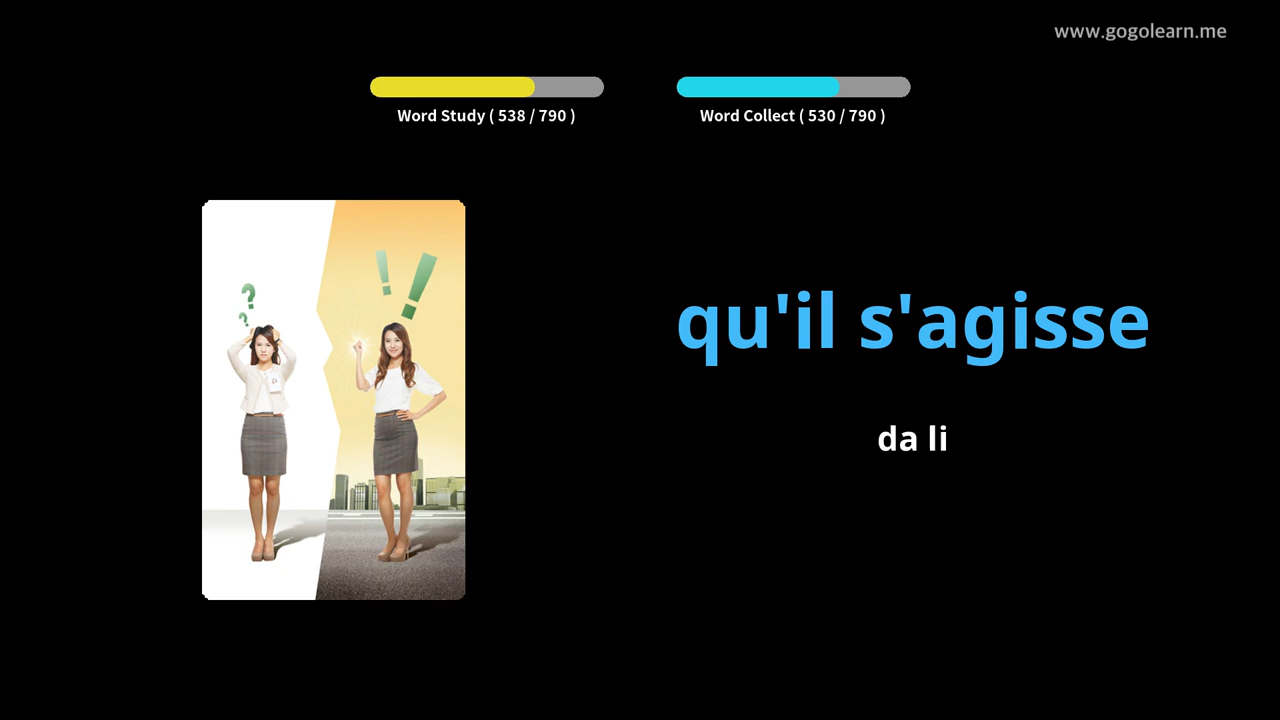 www.gogolearn.me
Word Study ( 538 / 790 )
Word Collect ( 530 / 790 )
?
?
! !
qu'il s'agisse
da li